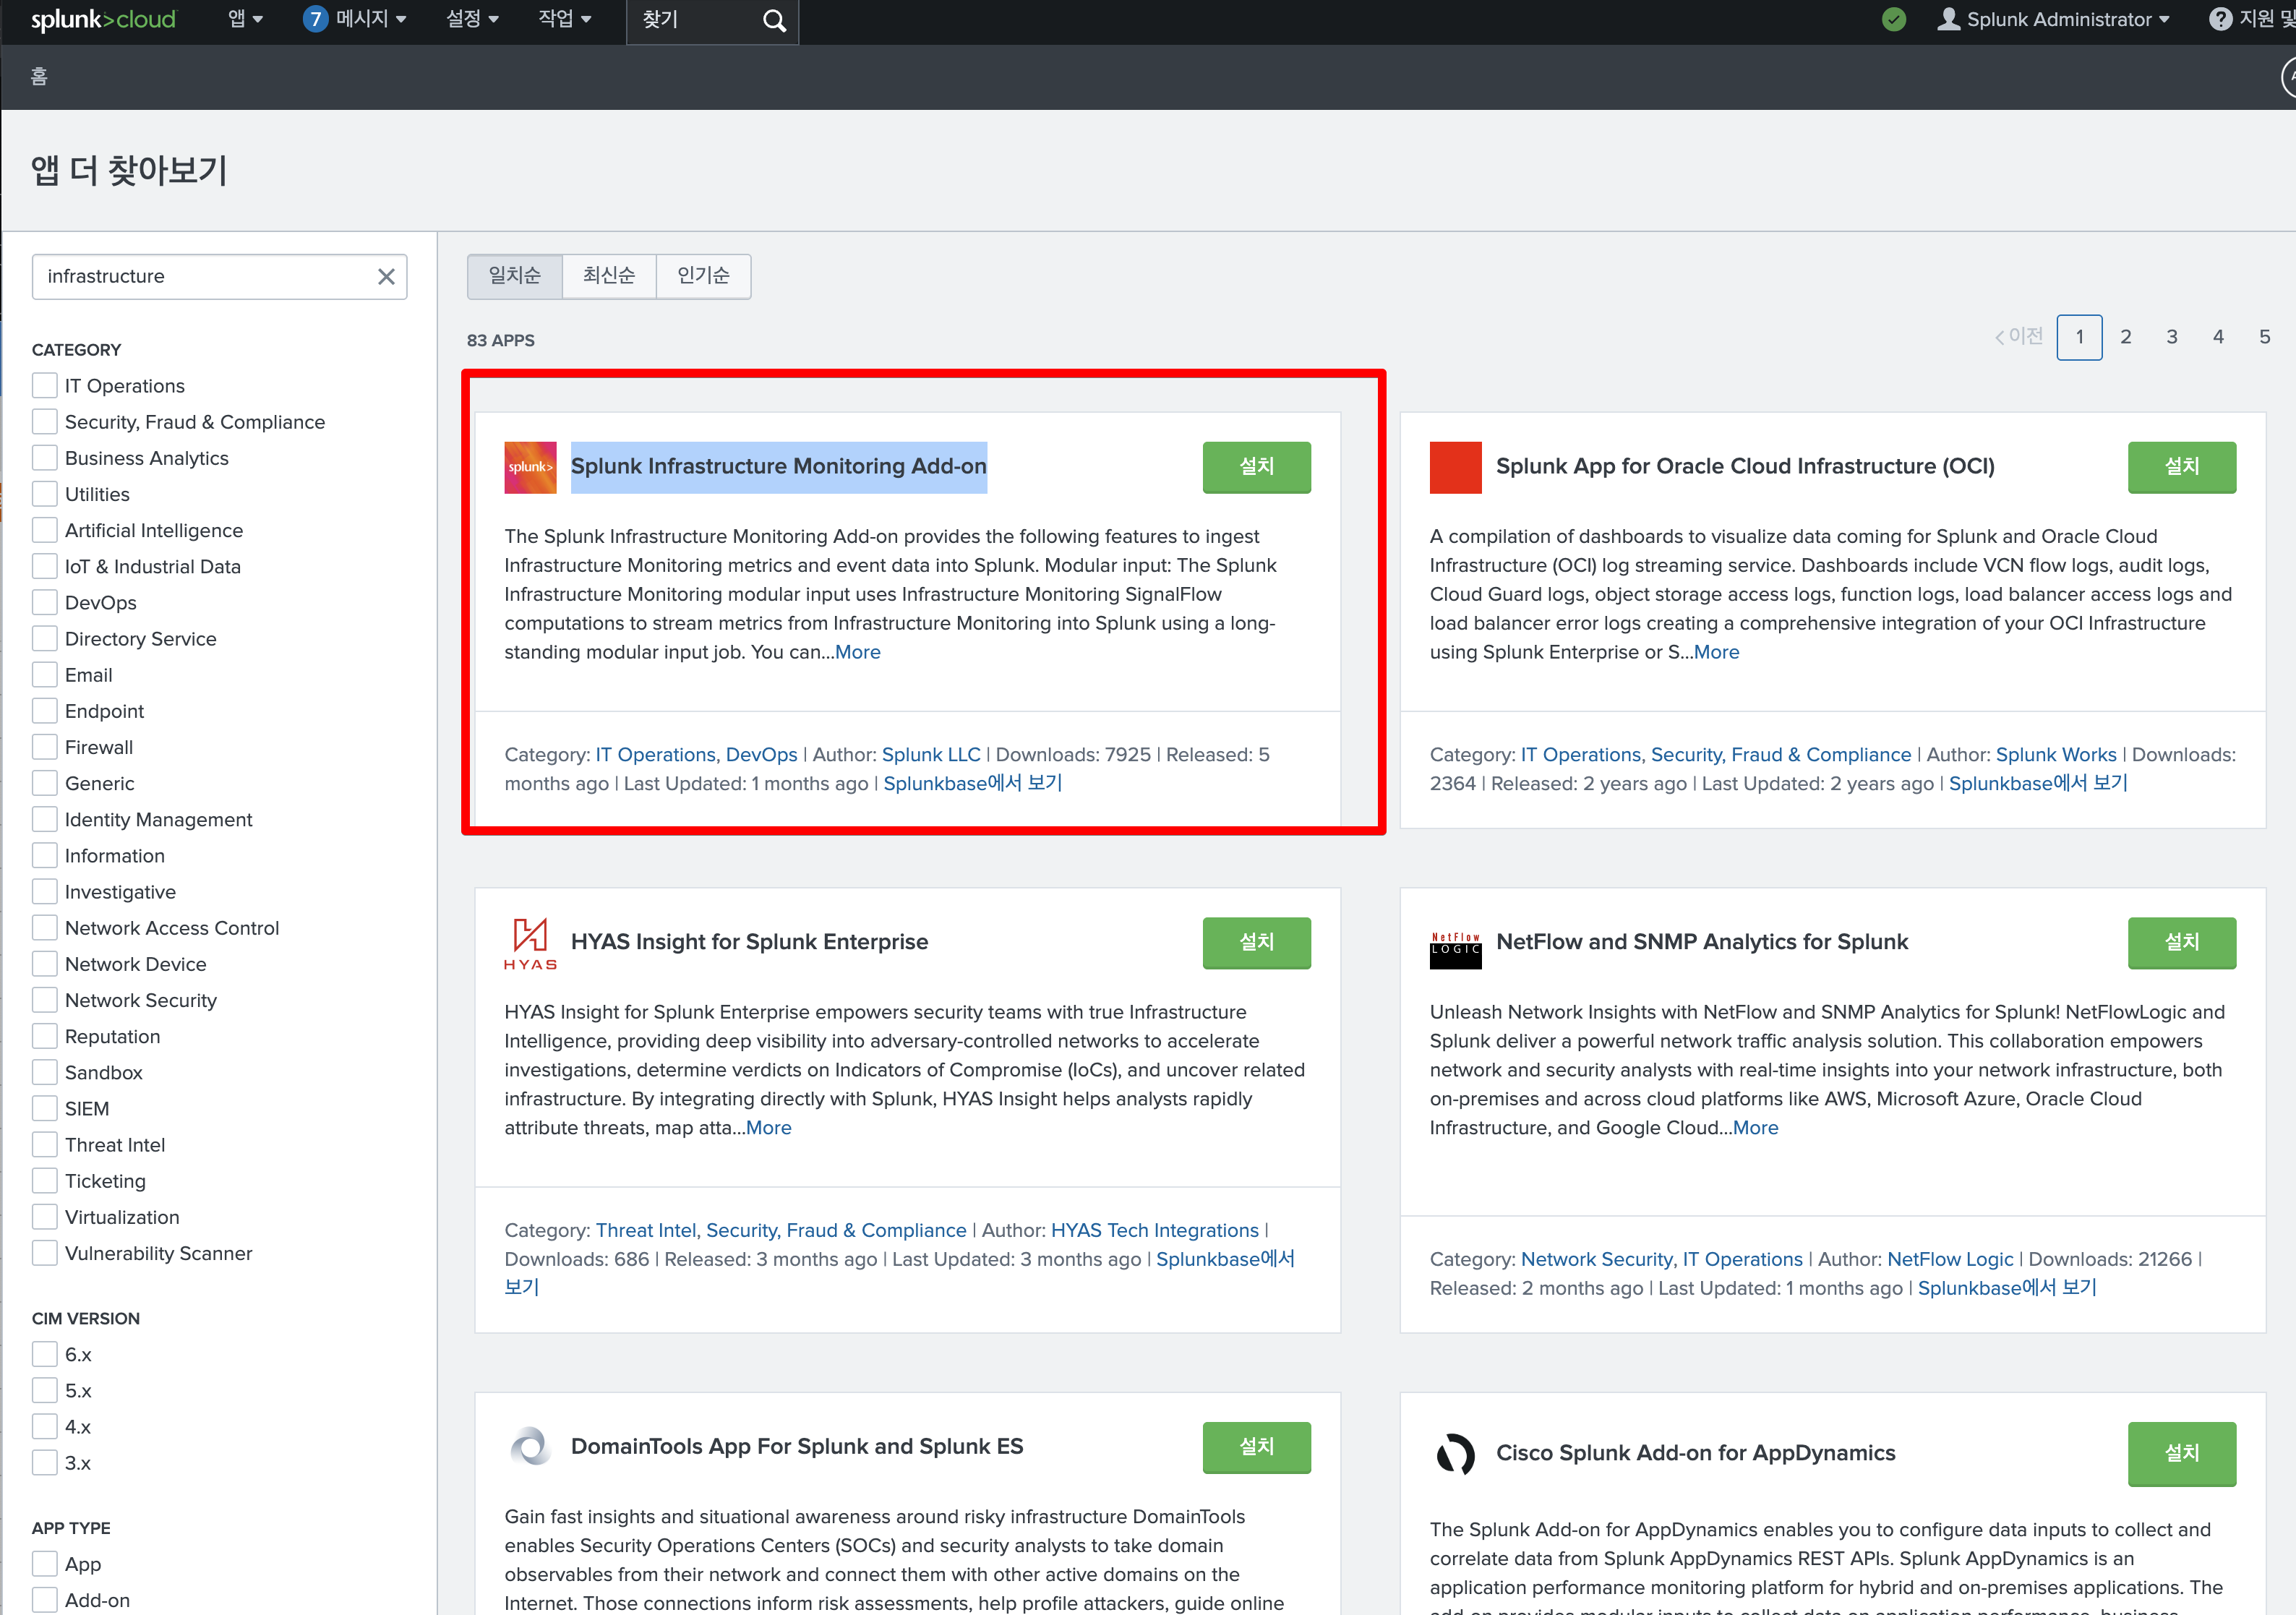 splunk>cloud 앱 7 메시지 설정 작업 찾기 Splunk Administrator ? 지원 및
홈
앱 더 찾아보기
infrastructure
일치순 최신순 인기순
83 APPS
이전 1 2 3 4 5
CATEGORY
IT Operations
Security, Fraud & Compliance
Business Analytics
Utilities
Artificial Intelligence
IoT & Industrial Data
DevOps
Directory Service
Email
Endpoint
Firewall
Generic
Identity Management
Information
Investigative
Network Access Control
Network Device
Network Security
Reputation
Sandbox
SIEM
Threat Intel
Ticketing
Virtualization
Vulnerability Scanner
CIM VERSION
6.x
5.x
4.x
3.x
APP TYPE
App
Add-on
splunk>
Splunk Infrastructure Monitoring Add-on
설치
The Splunk Infrastructure Monitoring Add-on provides the following features to ingest
Infrastructure Monitoring metrics and event data into Splunk. Modular input: The Splunk
Infrastructure Monitoring modular input uses Infrastructure Monitoring SignalFlow
computations to stream metrics from Infrastructure Monitoring into Splunk using a long-
standing modular input job. You can...More
Category: IT Operations, DevOps | Author: Splunk LLC | Downloads: 7925 | Released: 5
months ago | Last Updated: 1 months ago | Splunkbase에서 보기
Splunk App for Oracle Cloud Infrastructure (OCI)
설치
A compilation of dashboards to visualize data coming for Splunk and Oracle Cloud
Infrastructure (OCI) log streaming service. Dashboards include VCN flow logs, audit logs,
Cloud Guard logs, object storage access logs, function logs, load balancer access logs and
load balancer error logs creating a comprehensive integration of your OCI Infrastructure
using Splunk Enterprise or S...More
Category: IT Operations, Security, Fraud & Compliance | Author: Splunk Works | Downloads:
2364 | Released: 2 years ago | Last Updated: 2 years ago | Splunkbase에서 보기
HYAS
HYAS Insight for Splunk Enterprise
설치
HYAS Insight for Splunk Enterprise empowers security teams with true Infrastructure
Intelligence, providing deep visibility into adversary-controlled networks to accelerate
investigations, determine verdicts on Indicators of Compromise (IoCs), and uncover related
infrastructure. By integrating directly with Splunk, HYAS Insight helps analysts rapidly
attribute threats, map atta...More
Category: Threat Intel, Security, Fraud & Compliance | Author: HYAS Tech Integrations |
Downloads: 686 | Released: 3 months ago | Last Updated: 3 months ago | Splunkbase에서
보기
NetFlow
LOGIC
NetFlow and SNMP Analytics for Splunk
설치
Unleash Network Insights with NetFlow and SNMP Analytics for Splunk! NetFlowLogic and
Splunk deliver a powerful network traffic analysis solution. This collaboration empowers
network and security analysts with real-time insights into your network infrastructure, both
on-premises and across cloud platforms like AWS, Microsoft Azure, Oracle Cloud
Infrastructure, and Google Cloud...More
Category: Network Security, IT Operations | Author: NetFlow Logic | Downloads: 21266 |
Released: 2 months ago | Last Updated: 1 months ago | Splunkbase에서 보기
DomainTools App For Splunk and Splunk ES
설치
Gain fast insights and situational awareness around risky infrastructure DomainTools
enables Security Operations Centers (SOCs) and security analysts to take domain
observables from their network and connect them with other active domains on the
Internet. Those connections inform risk assessments, help profile attackers, guide online
Cisco Splunk Add-on for AppDynamics
설치
The Splunk Add-on for AppDynamics enables you to configure data inputs to collect and
correlate data from Splunk AppDynamics REST APIs. Splunk AppDynamics is an
application performance monitoring platform for hybrid and on-premises applications. The